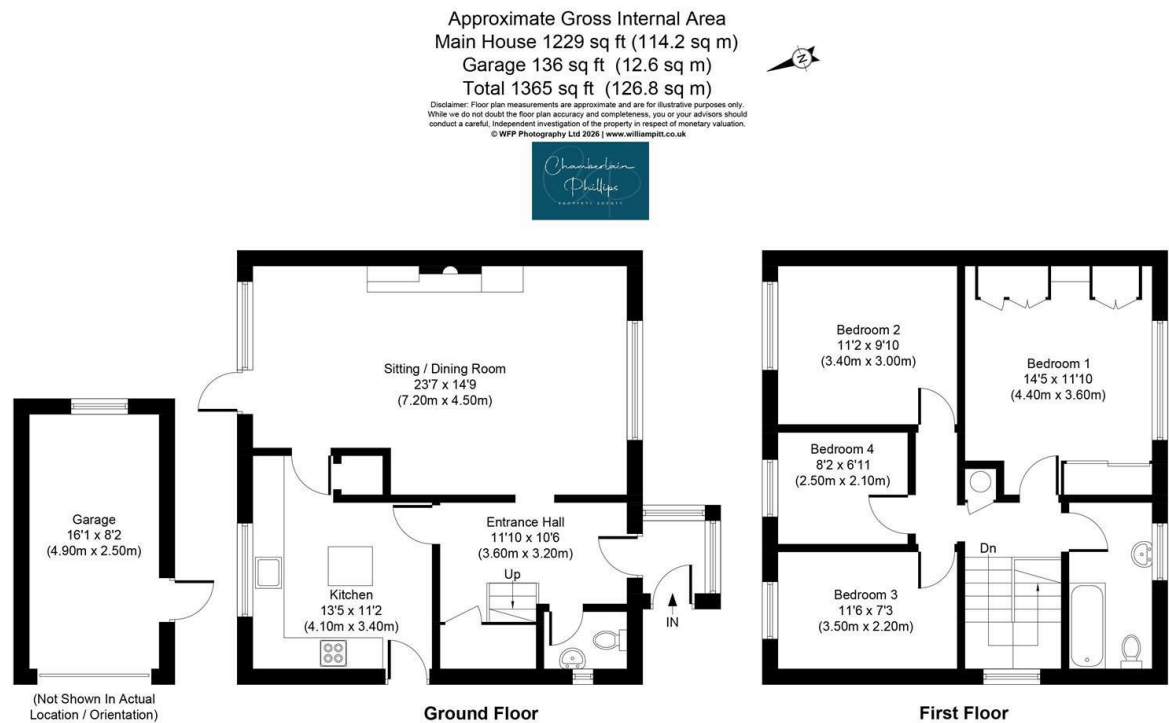 Approximate Gross Internal Area
Main House 1229 sq ft (114.2 sq m)
Garage 136 sq ft (12.6 sq m)
Total 1365 sq ft (126.8 sq m)
Disclaimer: Floor plan measurements are approximate and are for illustrative purposes only.
While we do not doubt the floor plan accuracy and completeness, you or your advisors should
conduct a careful, Independent investigation of the property in respect of monetary valuation.
© WFP Photography Ltd 2026 | www.williampitt.co.uk
N
Chamberlain
Phillips
PROPERTY AGENTS
Sitting / Dining Room
23'7 x 14'9
(7.20m x 4.50m)
Garage
16'1 x 8'2
(4.90m x 2.50m)
(Not Shown In Actual
Location / Orientation)
Entrance Hall
11'10 x 10'6
(3.60m x 3.20m)
Up
Kitchen
13'5 x 11'2
(4.10m x 3.40m)
IN
Ground Floor
Bedroom 2
11'2 x 9'10
(3.40m x 3.00m)
Bedroom 1
14'5 x 11'10
(4.40m x 3.60m)
Bedroom 4
8'2 x 6'11
(2.50m x 2.10m)
Dn
Bedroom 3
11'6 x 7'3
(3.50m x 2.20m)
First Floor